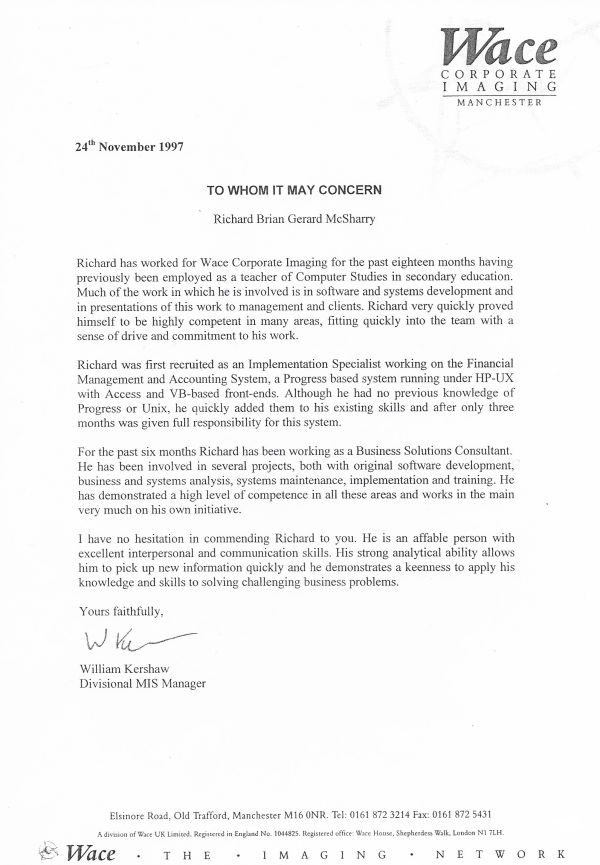 Wace
CORPORATE
IMAGING
MANCHESTER
24th November 1997
TO WHOM IT MAY CONCERN
Richard Brian Gerard McSharry
Richard has worked for Wace Corporate Imaging for the past eighteen months having
previously been employed as a teacher of Computer Studies in secondary education.
Much of the work in which he is involved is in software and systems development and
in presentations of this work to management and clients. Richard very quickly proved
himself to be highly competent in many areas, fitting quickly into the team with a
sense of drive and commitment to his work.
Richard was first recruited as an Implementation Specialist working on the Financial
Management and Accounting System, a Progress based system running under HP-UX
with Access and VB-based front-ends. Although he had no previous knowledge of
Progress or Unix, he quickly added them to his existing skills and after only three
months was given full responsibility for this system.
For the past six months Richard has been working as a Business Solutions Consultant.
He has been involved in several projects, both with original software development,
business and systems analysis, systems maintenance, implementation and training. He
has demonstrated a high level of competence in all these areas and works in the main
very much on his own initiative.
I have no hesitation in commending Richard to you. He is an affable person with
excellent interpersonal and communication skills. His strong analytical ability allows
him to pick up new information quickly and he demonstrates a keenness to apply his
knowledge and skills to solving challenging business problems.
Yours faithfully,
William Kershaw
Divisional MIS Manager
Elsinore Road, Old Trafford, Manchester M16 0NR. Tel: 0161 872 3214 Fax: 0161 872 5431
A division of Wace UK Limited. Registered in England No. 1044825. Registered office: Wace House, Shepherdess Walk, London N1 7LH.
Wace · THE · IMAGING · NETWORK